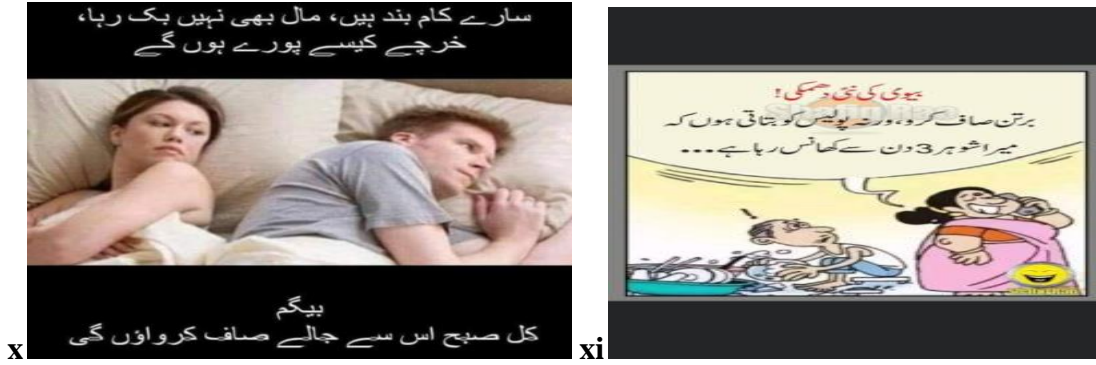 سارے کام بند ہیں، مال بھی نہیں بک رہا،
خرچے کیسے پورے ہوں گے
بیگم
کل صبح اس سے جالے صاف کرواؤں گی
x
بیوی کی نئی دھمکی!
برتن صاف کرو، ورنہ پولیس کو بتاتی ہوں کہ
میرا شوہر 3 دن سے کھانس رہا ہے...
!
xi